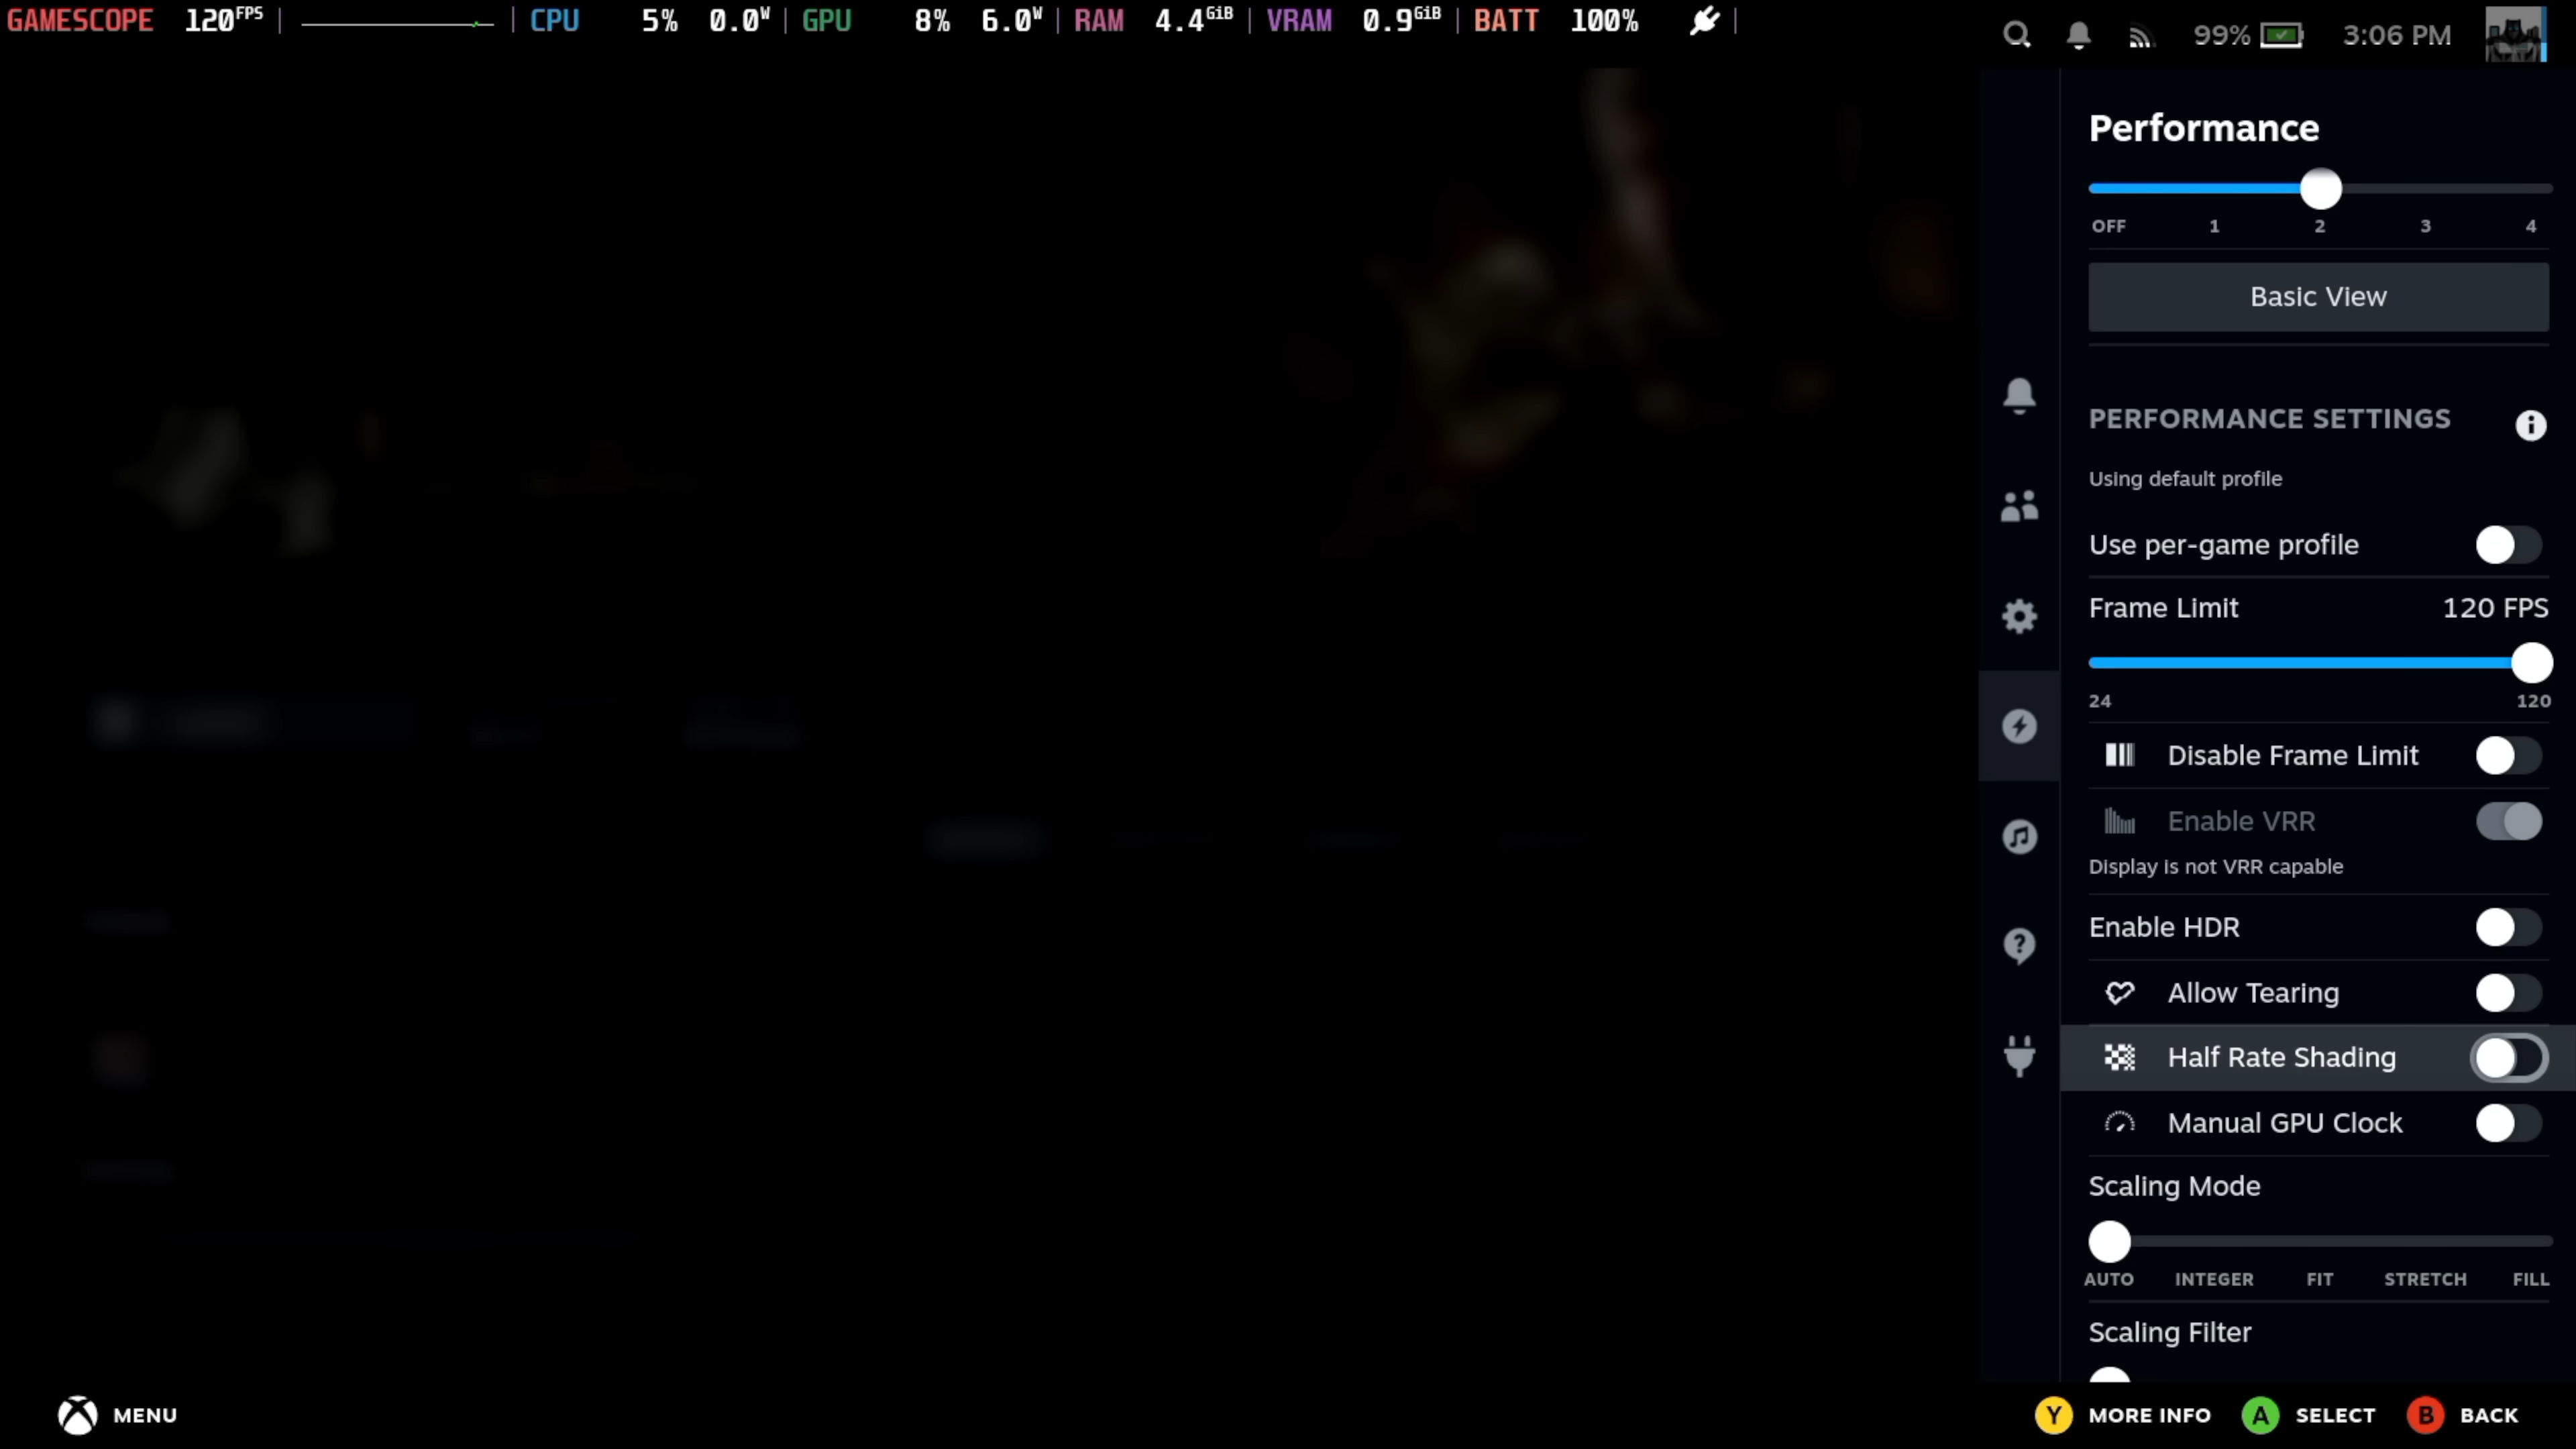 GAMESCOPE 120FPS | CPU 5% 0.0W | GPU 8% 6.0W | RAM 4.4GiB | VRAM 0.9GiB | BATT 100% |
99% 3:06 PM
Performance
OFF 1 2 3 4
Basic View
PERFORMANCE SETTINGS
Using default profile
Use per-game profile
Frame Limit 120 FPS
24 120
Disable Frame Limit
Enable VRR
Display is not VRR capable
Enable HDR
Allow Tearing
Half Rate Shading
Manual GPU Clock
Scaling Mode
AUTO INTEGER FIT STRETCH FILL
Scaling Filter
MENU Y MORE INFO A SELECT B BACK